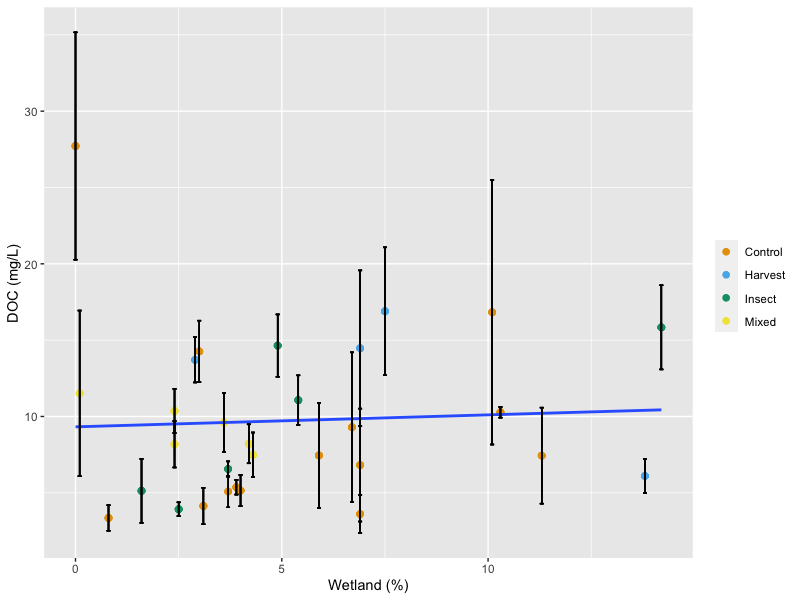 30
20
10
DOC (mg/L)
0
5
10
Wetland (%)
Control
Harvest
Insect
Mixed